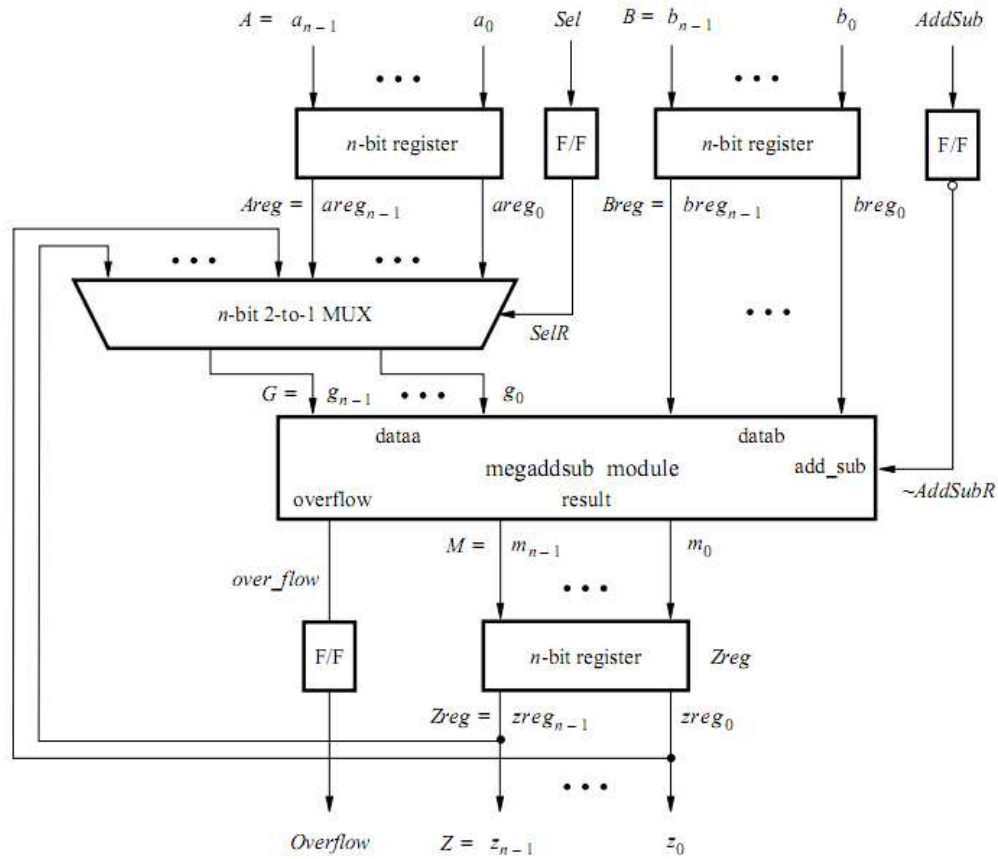 A = a_{n-1} a_0 Sel B = b_{n-1} b_0 AddSub
• • • • • •
n-bit register F/F n-bit register F/F
Areg = areg_{n-1} areg_0 Breg = breg_{n-1} breg_0
• • • • • •
n-bit 2-to-1 MUX • • •
SelR
G = g_{n-1} • • • g_0
dataa datab
megaddsub module add_sub
overflow result ~AddSubR
M = m_{n-1} m_0
over_flow • • •
F/F n-bit register Zreg
Zreg = zreg_{n-1} zreg_0
• • •
Overflow Z = z_{n-1} z_0